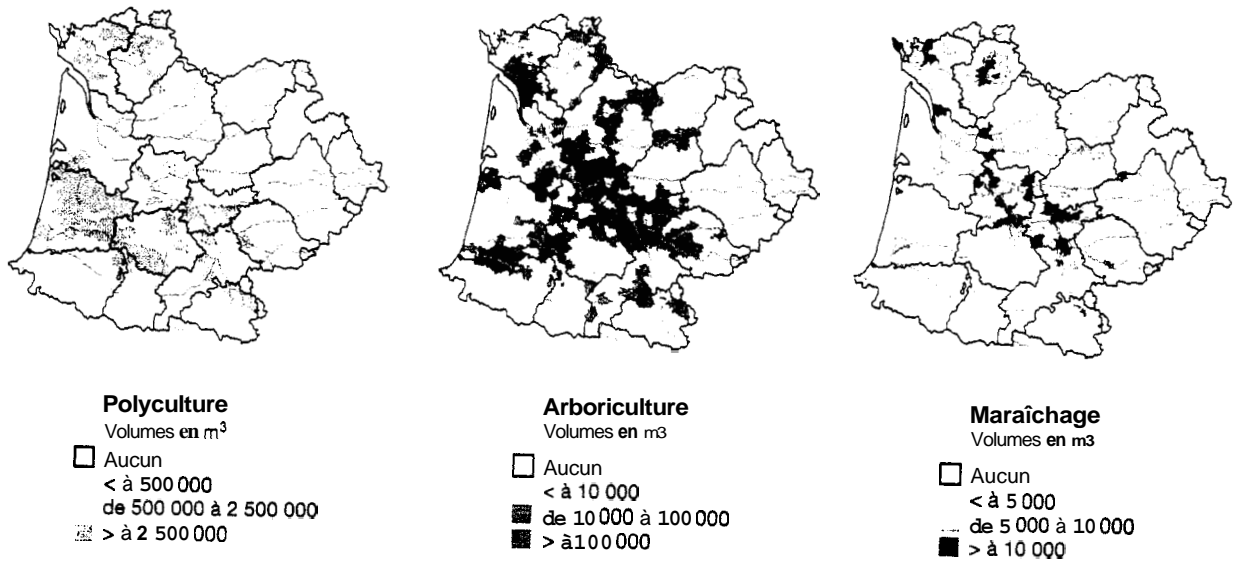 Polyculture
Volumes en m³
Aucun
< à 500 000
de 500 000 à 2 500 000
> à 2 500 000
Arboriculture
Volumes en m3
Aucun
< à 10 000
de 10 000 à 100 000
> à 100 000
Maraîchage
Volumes en m3
Aucun
< à 5 000
de 5 000 à 10 000
> à 10 000